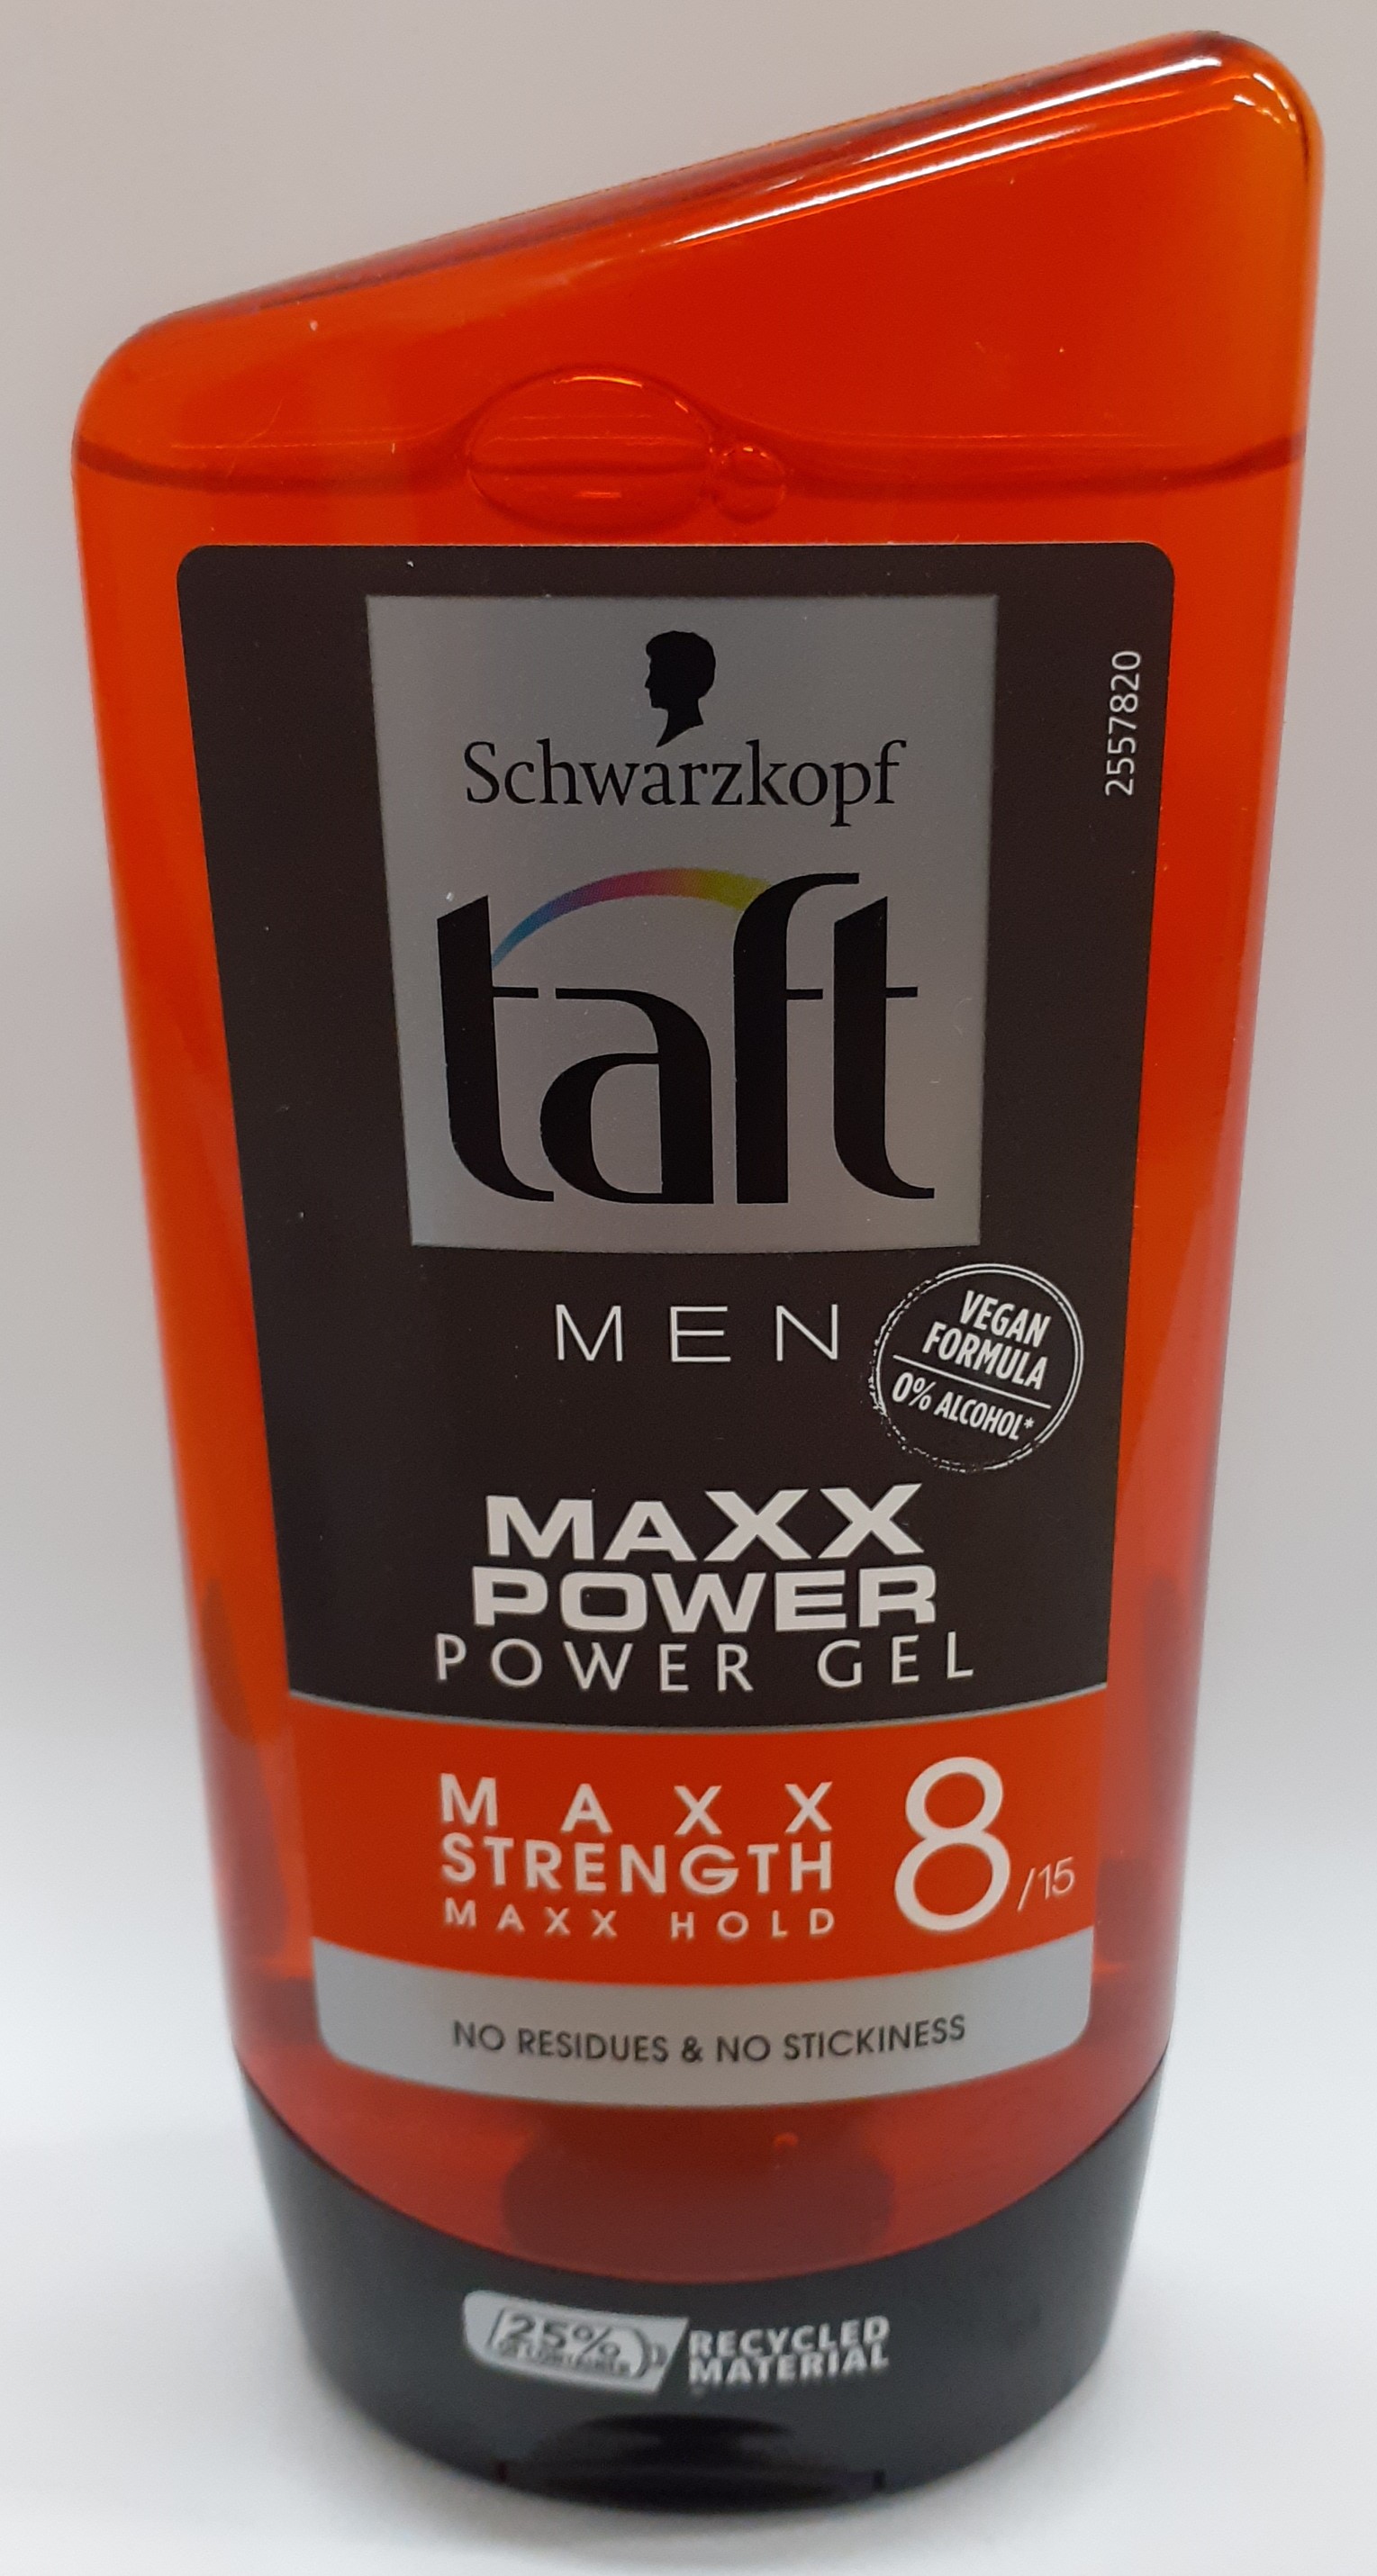 Schwarzkopf
taft
2557820
MEN
VEGAN
FORMULA
0% ALCOHOL*
MAXX
POWER
POWER GEL
MAXX
STRENGTH
MAXX HOLD
8/15
NO RESIDUES & NO STICKINESS
25%
RECYCLED
MATERIAL